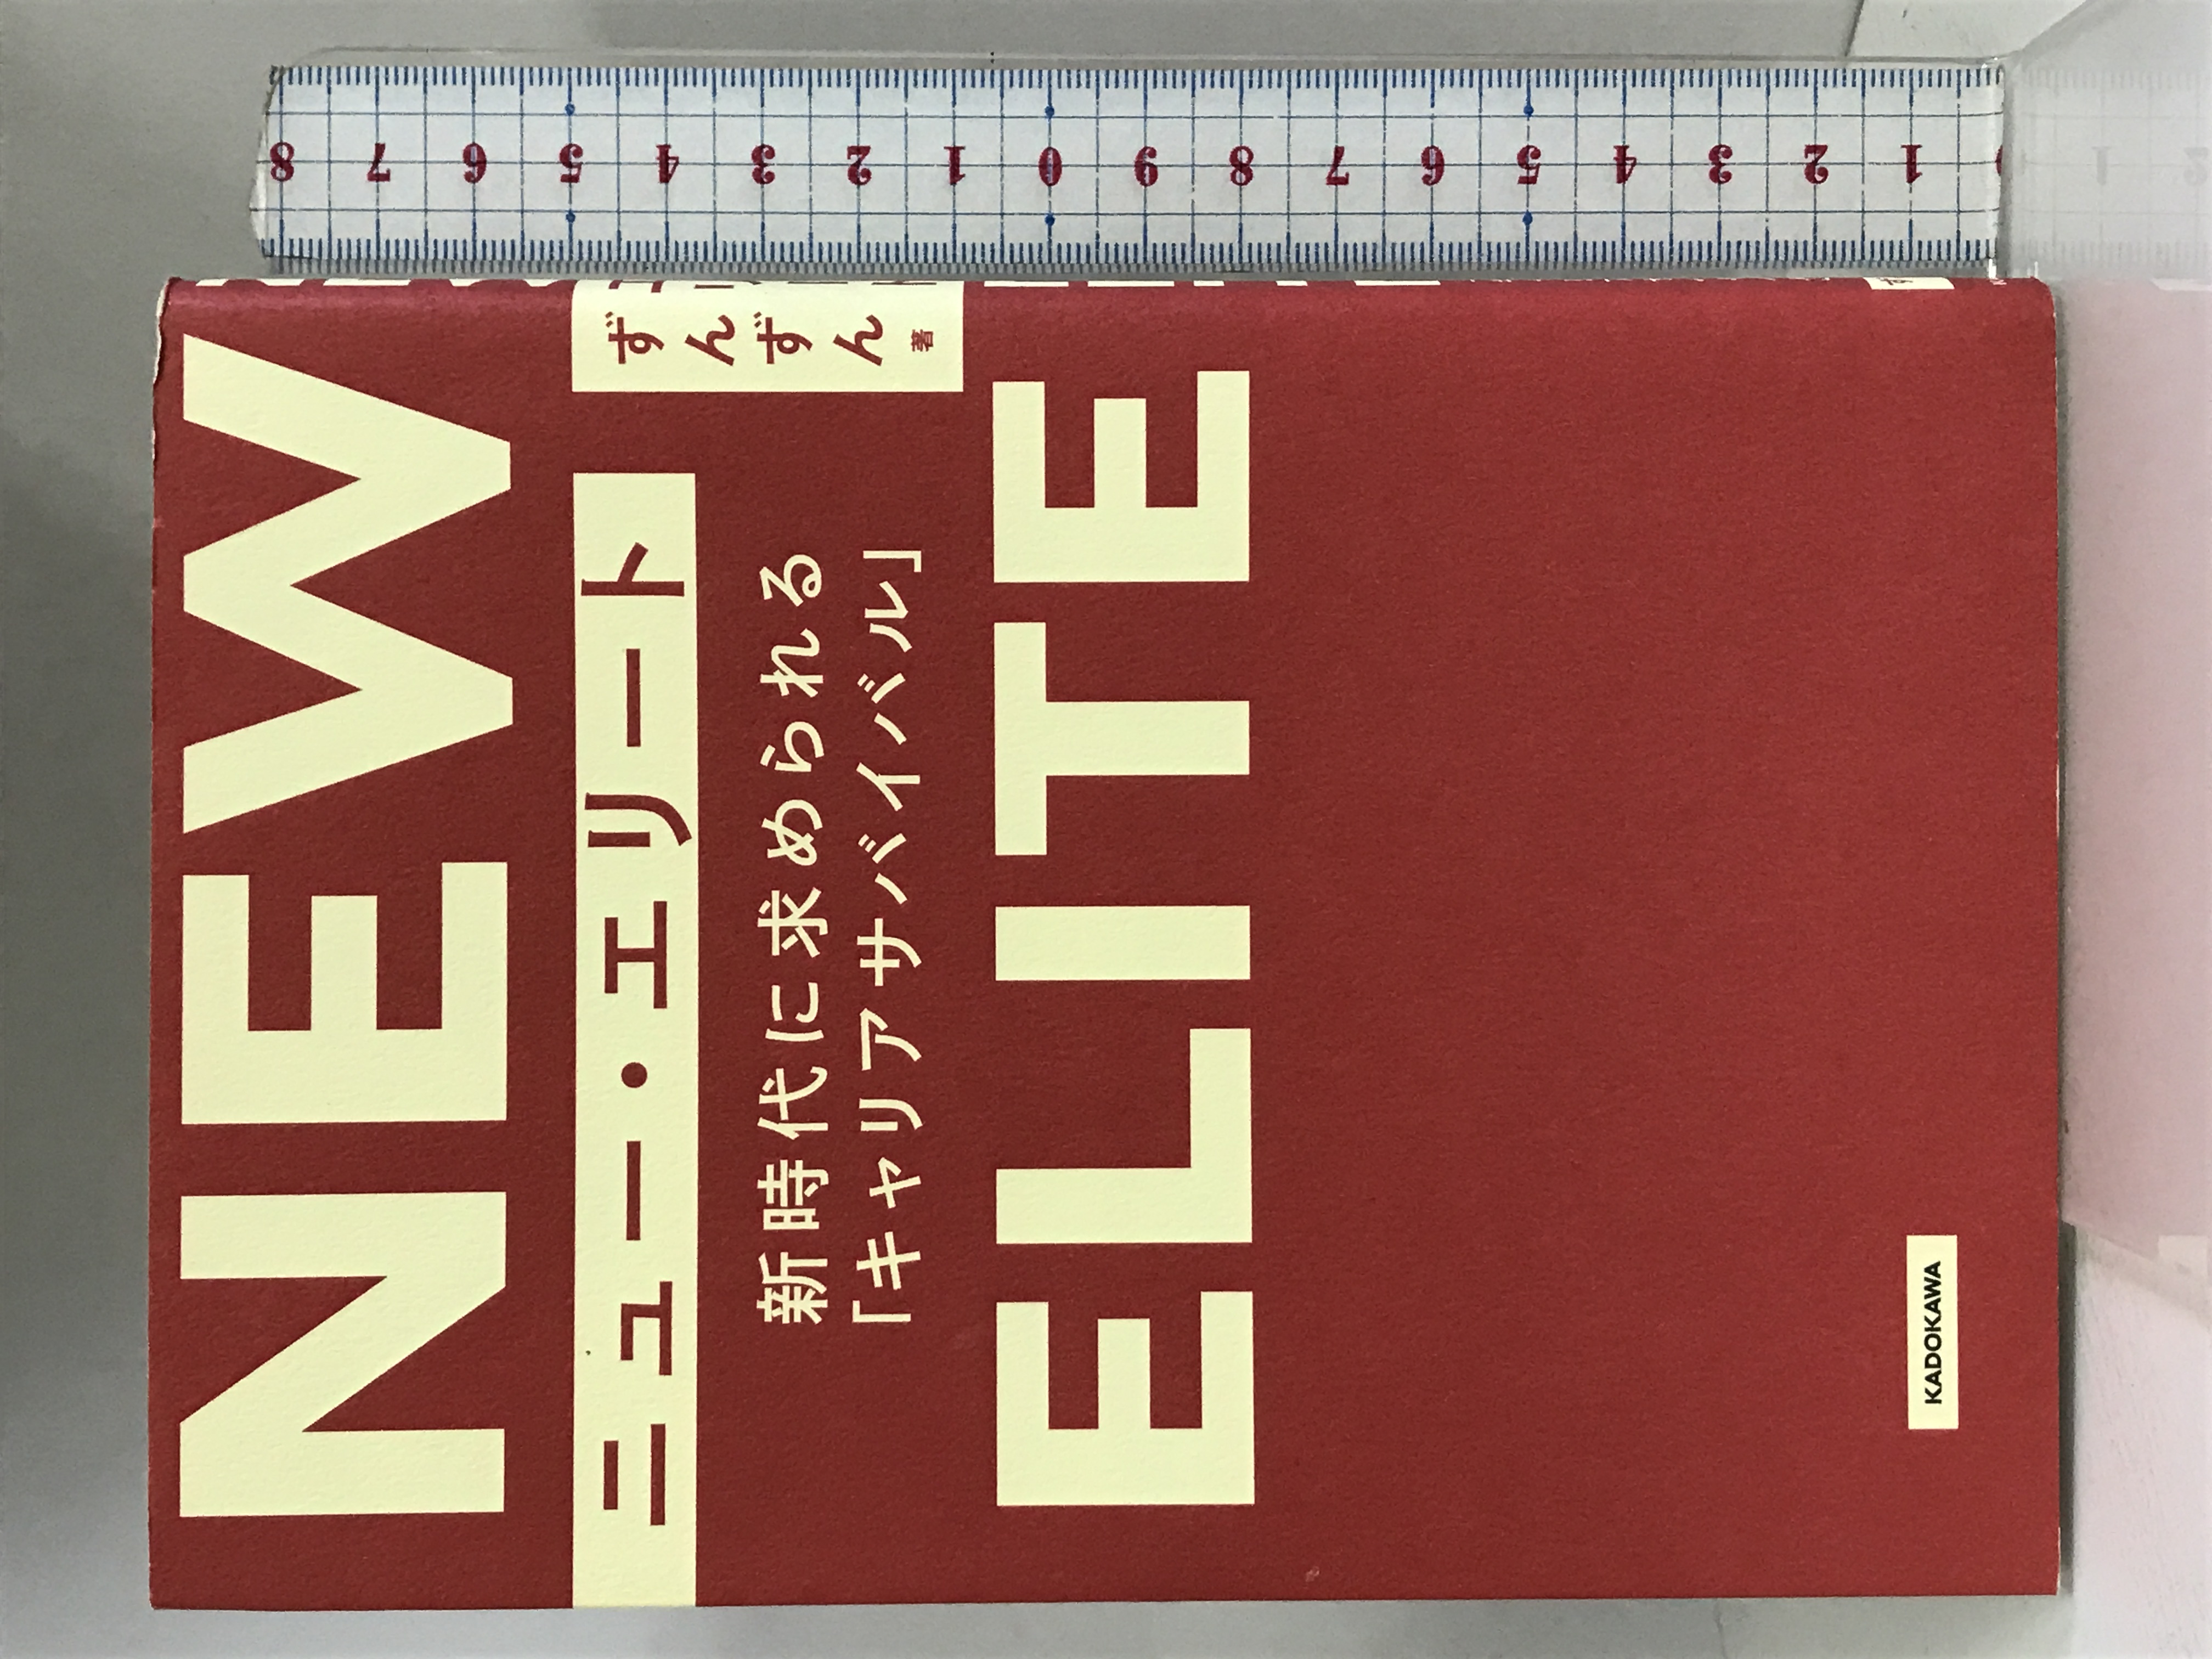 NEW
ニュー・エリート
ずんずん 著
新時代に求められる
「キャリアサバイバル」
ELITE
KADOKAWA
8 7 6 5 4 3 2 1 0 9 8 7 6 5 4 3 2 1